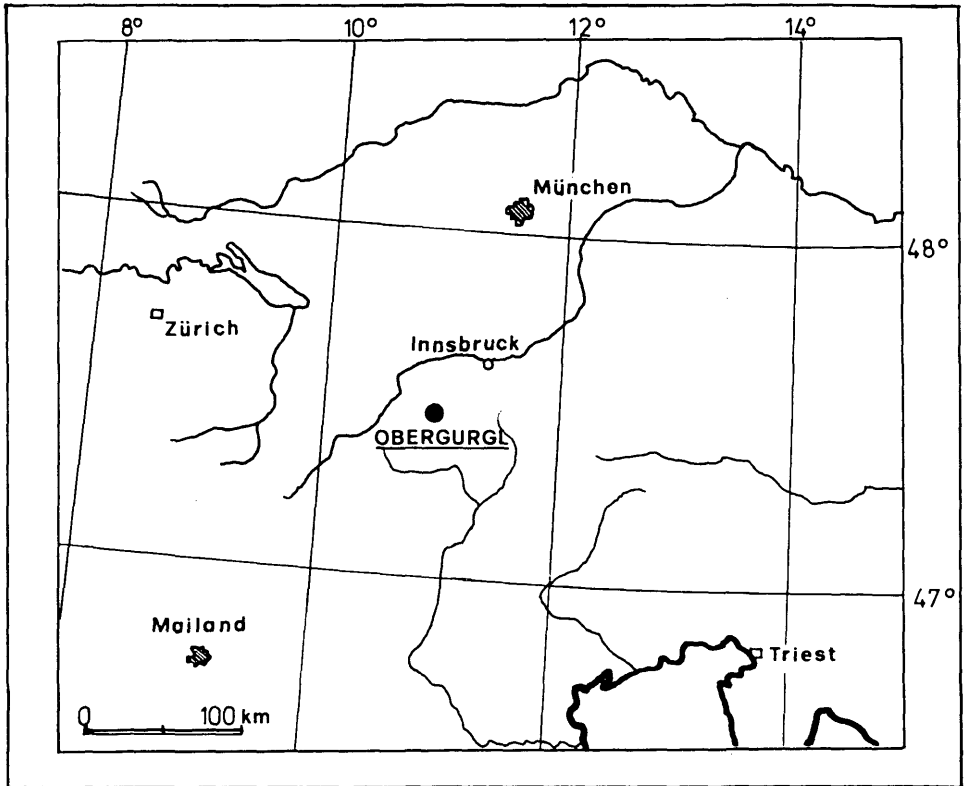 8° 10° 12° 14°
München
48°
Zürich
Innsbruck
OBERGURGL
47°
Mailand
Triest
0 100 km